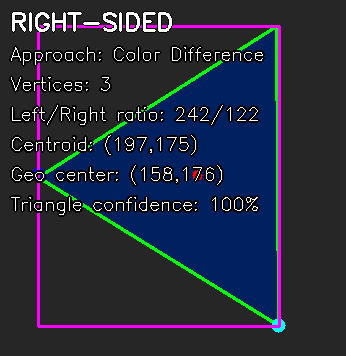 RIGHT-SIDED
Approach: Color Difference
Vertices: 3
Left/Right ratio: 242/122
Centroid: (197,175)
Geo center: (158,176)
Triangle confidence: 100%